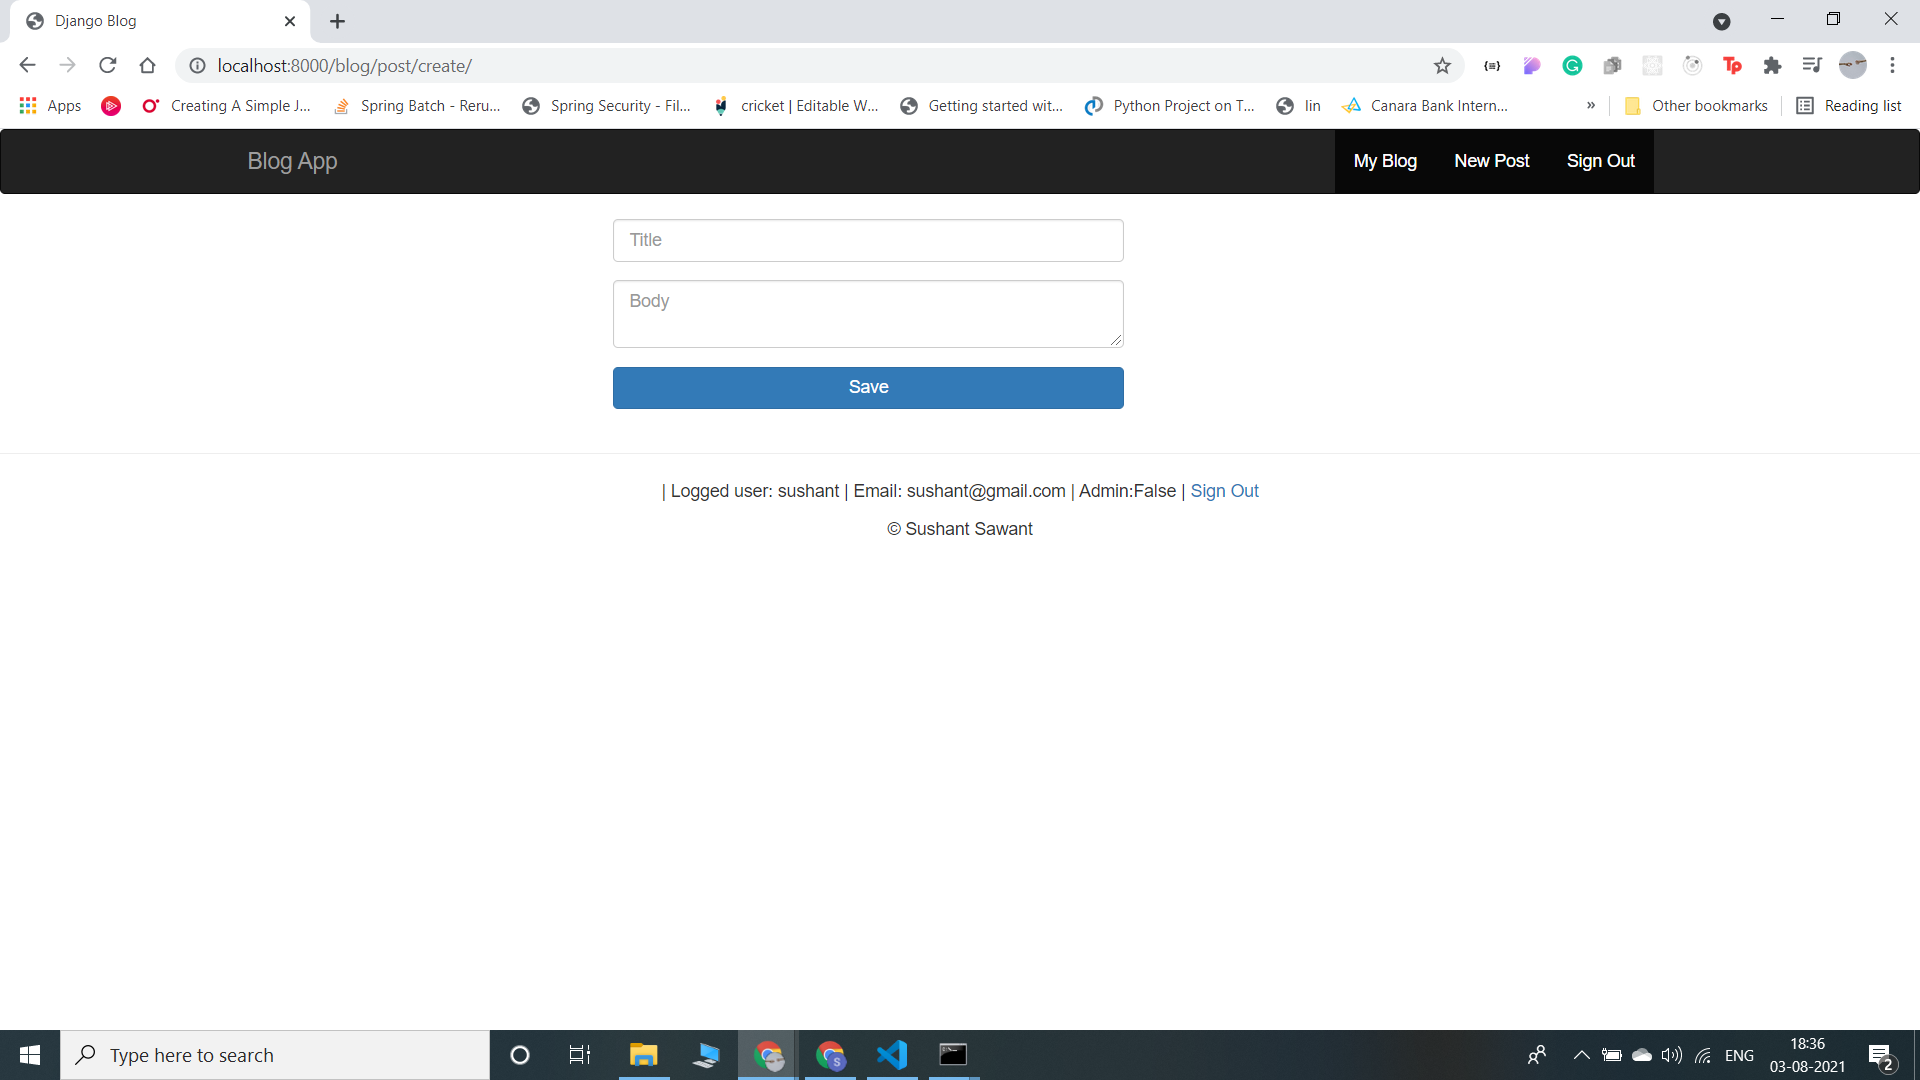 Django Blog
localhost:8000/blog/post/create/
Apps Creating A Simple J... Spring Batch - Reru... Spring Security - Fil... cricket | Editable W... Getting started wit... Python Project on T... lin Canara Bank Intern... » Other bookmarks Reading list
Blog App My Blog New Post Sign Out
Title
Body
Save
| Logged user: sushant | Email: sushant@gmail.com | Admin:False | Sign Out
© Sushant Sawant
Type here to search
ENG
18:36
03-08-2021
2